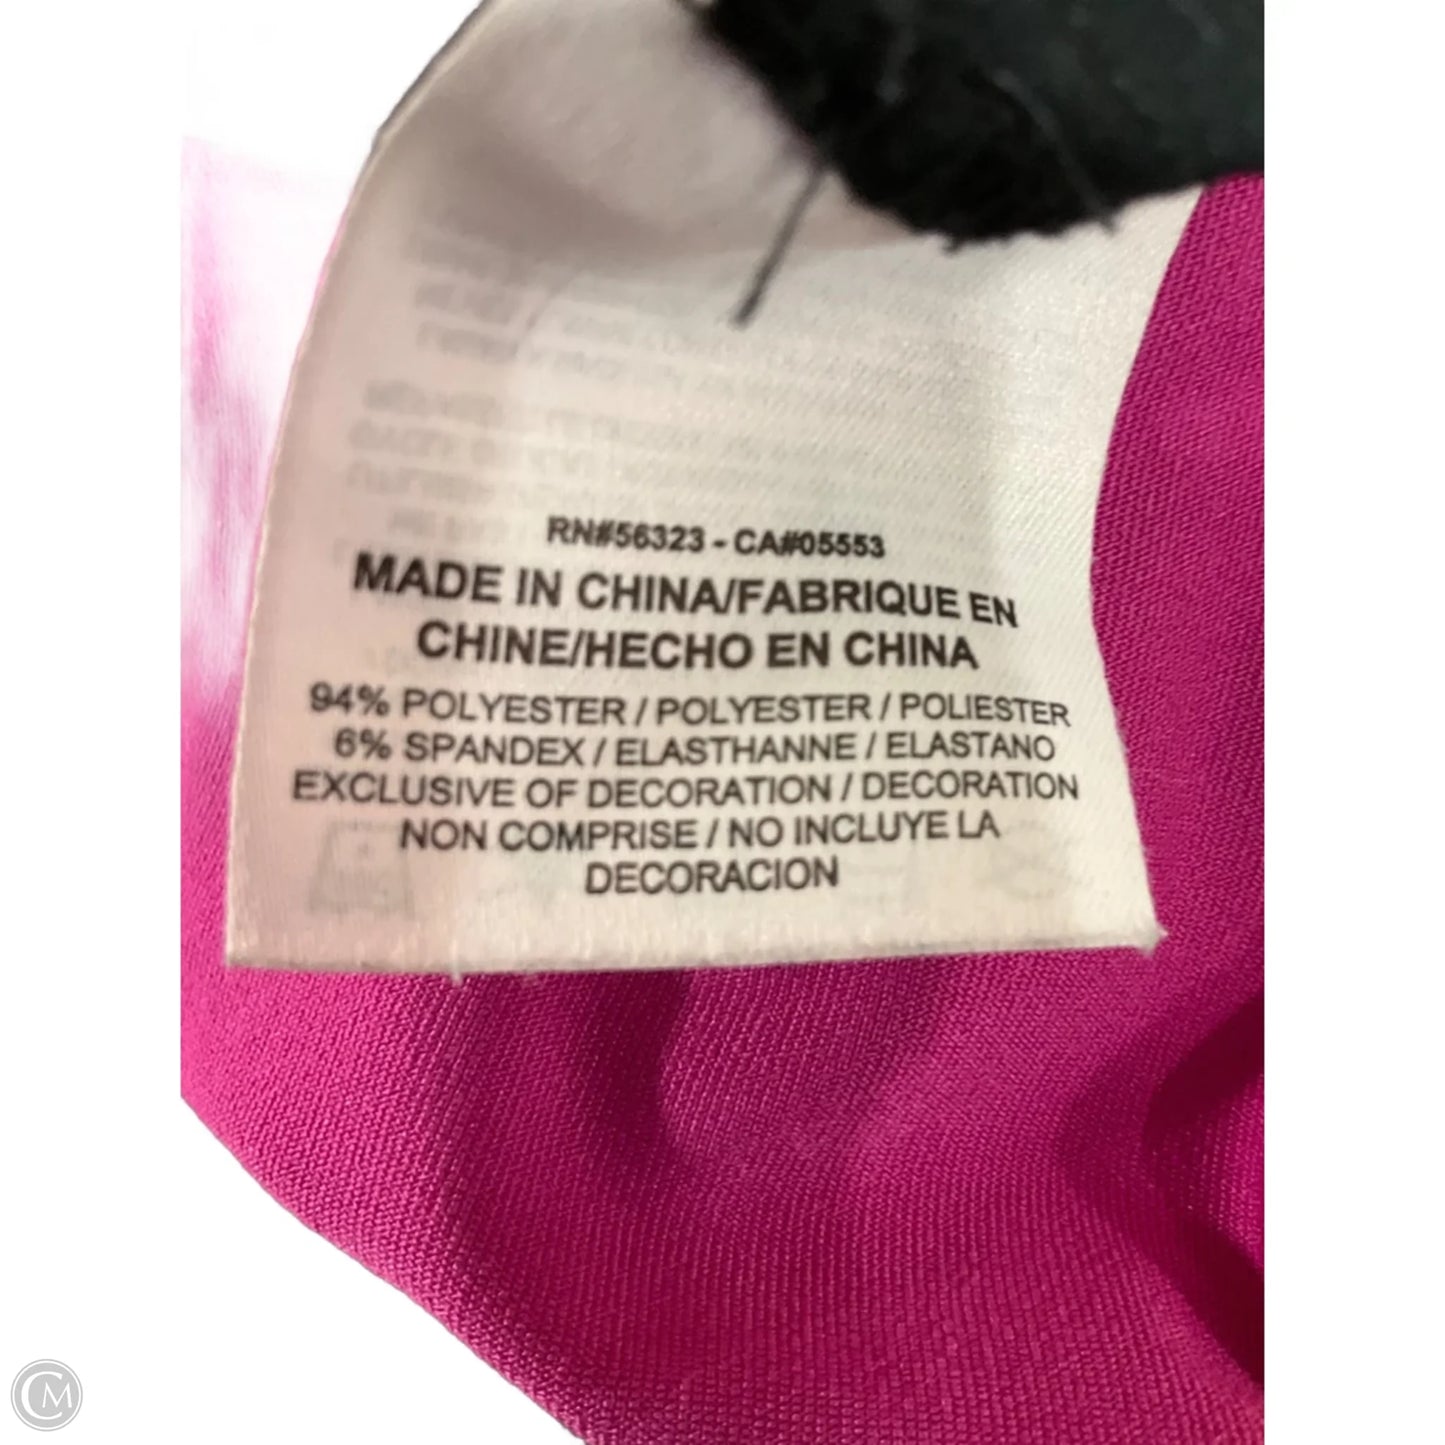 RN#56323 - CA#05553
MADE IN CHINA/FABRIQUE EN
CHINE/HECHO EN CHINA
94% POLYESTER / POLYESTER / POLIESTER
6% SPANDEX / ELASTHANNE / ELASTANO
EXCLUSIVE OF DECORATION / DECORATION
NON COMPRISE / NO INCLUYE LA
DECORACION
CM